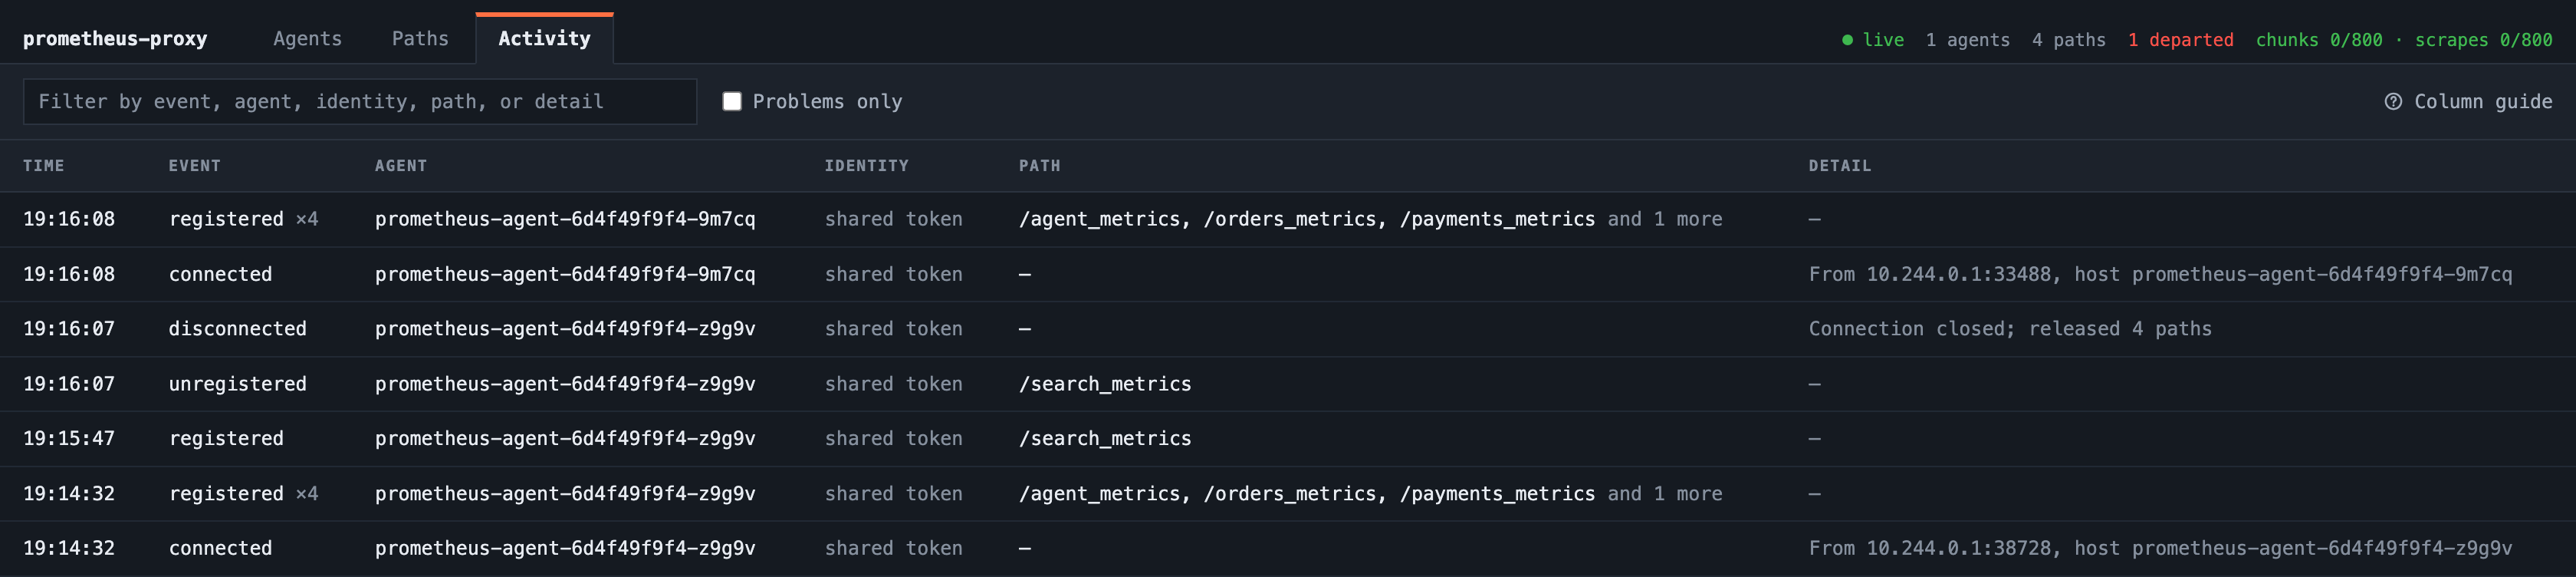 prometheus-proxy Agents Paths Activity ● live 1 agents 4 paths 1 departed chunks 0/800 · scrapes 0/800
Filter by event, agent, identity, path, or detail Problems only Column guide
TIME EVENT AGENT IDENTITY PATH DETAIL
19:16:08 registered ×4 prometheus-agent-6d4f49f9f4-9m7cq shared token /agent_metrics, /orders_metrics, /payments_metrics and 1 more —
19:16:08 connected prometheus-agent-6d4f49f9f4-9m7cq shared token — From 10.244.0.1:33488, host prometheus-agent-6d4f49f9f4-9m7cq
19:16:07 disconnected prometheus-agent-6d4f49f9f4-z9g9v shared token — Connection closed; released 4 paths
19:16:07 unregistered prometheus-agent-6d4f49f9f4-z9g9v shared token /search_metrics —
19:15:47 registered prometheus-agent-6d4f49f9f4-z9g9v shared token /search_metrics —
19:14:32 registered ×4 prometheus-agent-6d4f49f9f4-z9g9v shared token /agent_metrics, /orders_metrics, /payments_metrics and 1 more —
19:14:32 connected prometheus-agent-6d4f49f9f4-z9g9v shared token — From 10.244.0.1:38728, host prometheus-agent-6d4f49f9f4-z9g9v